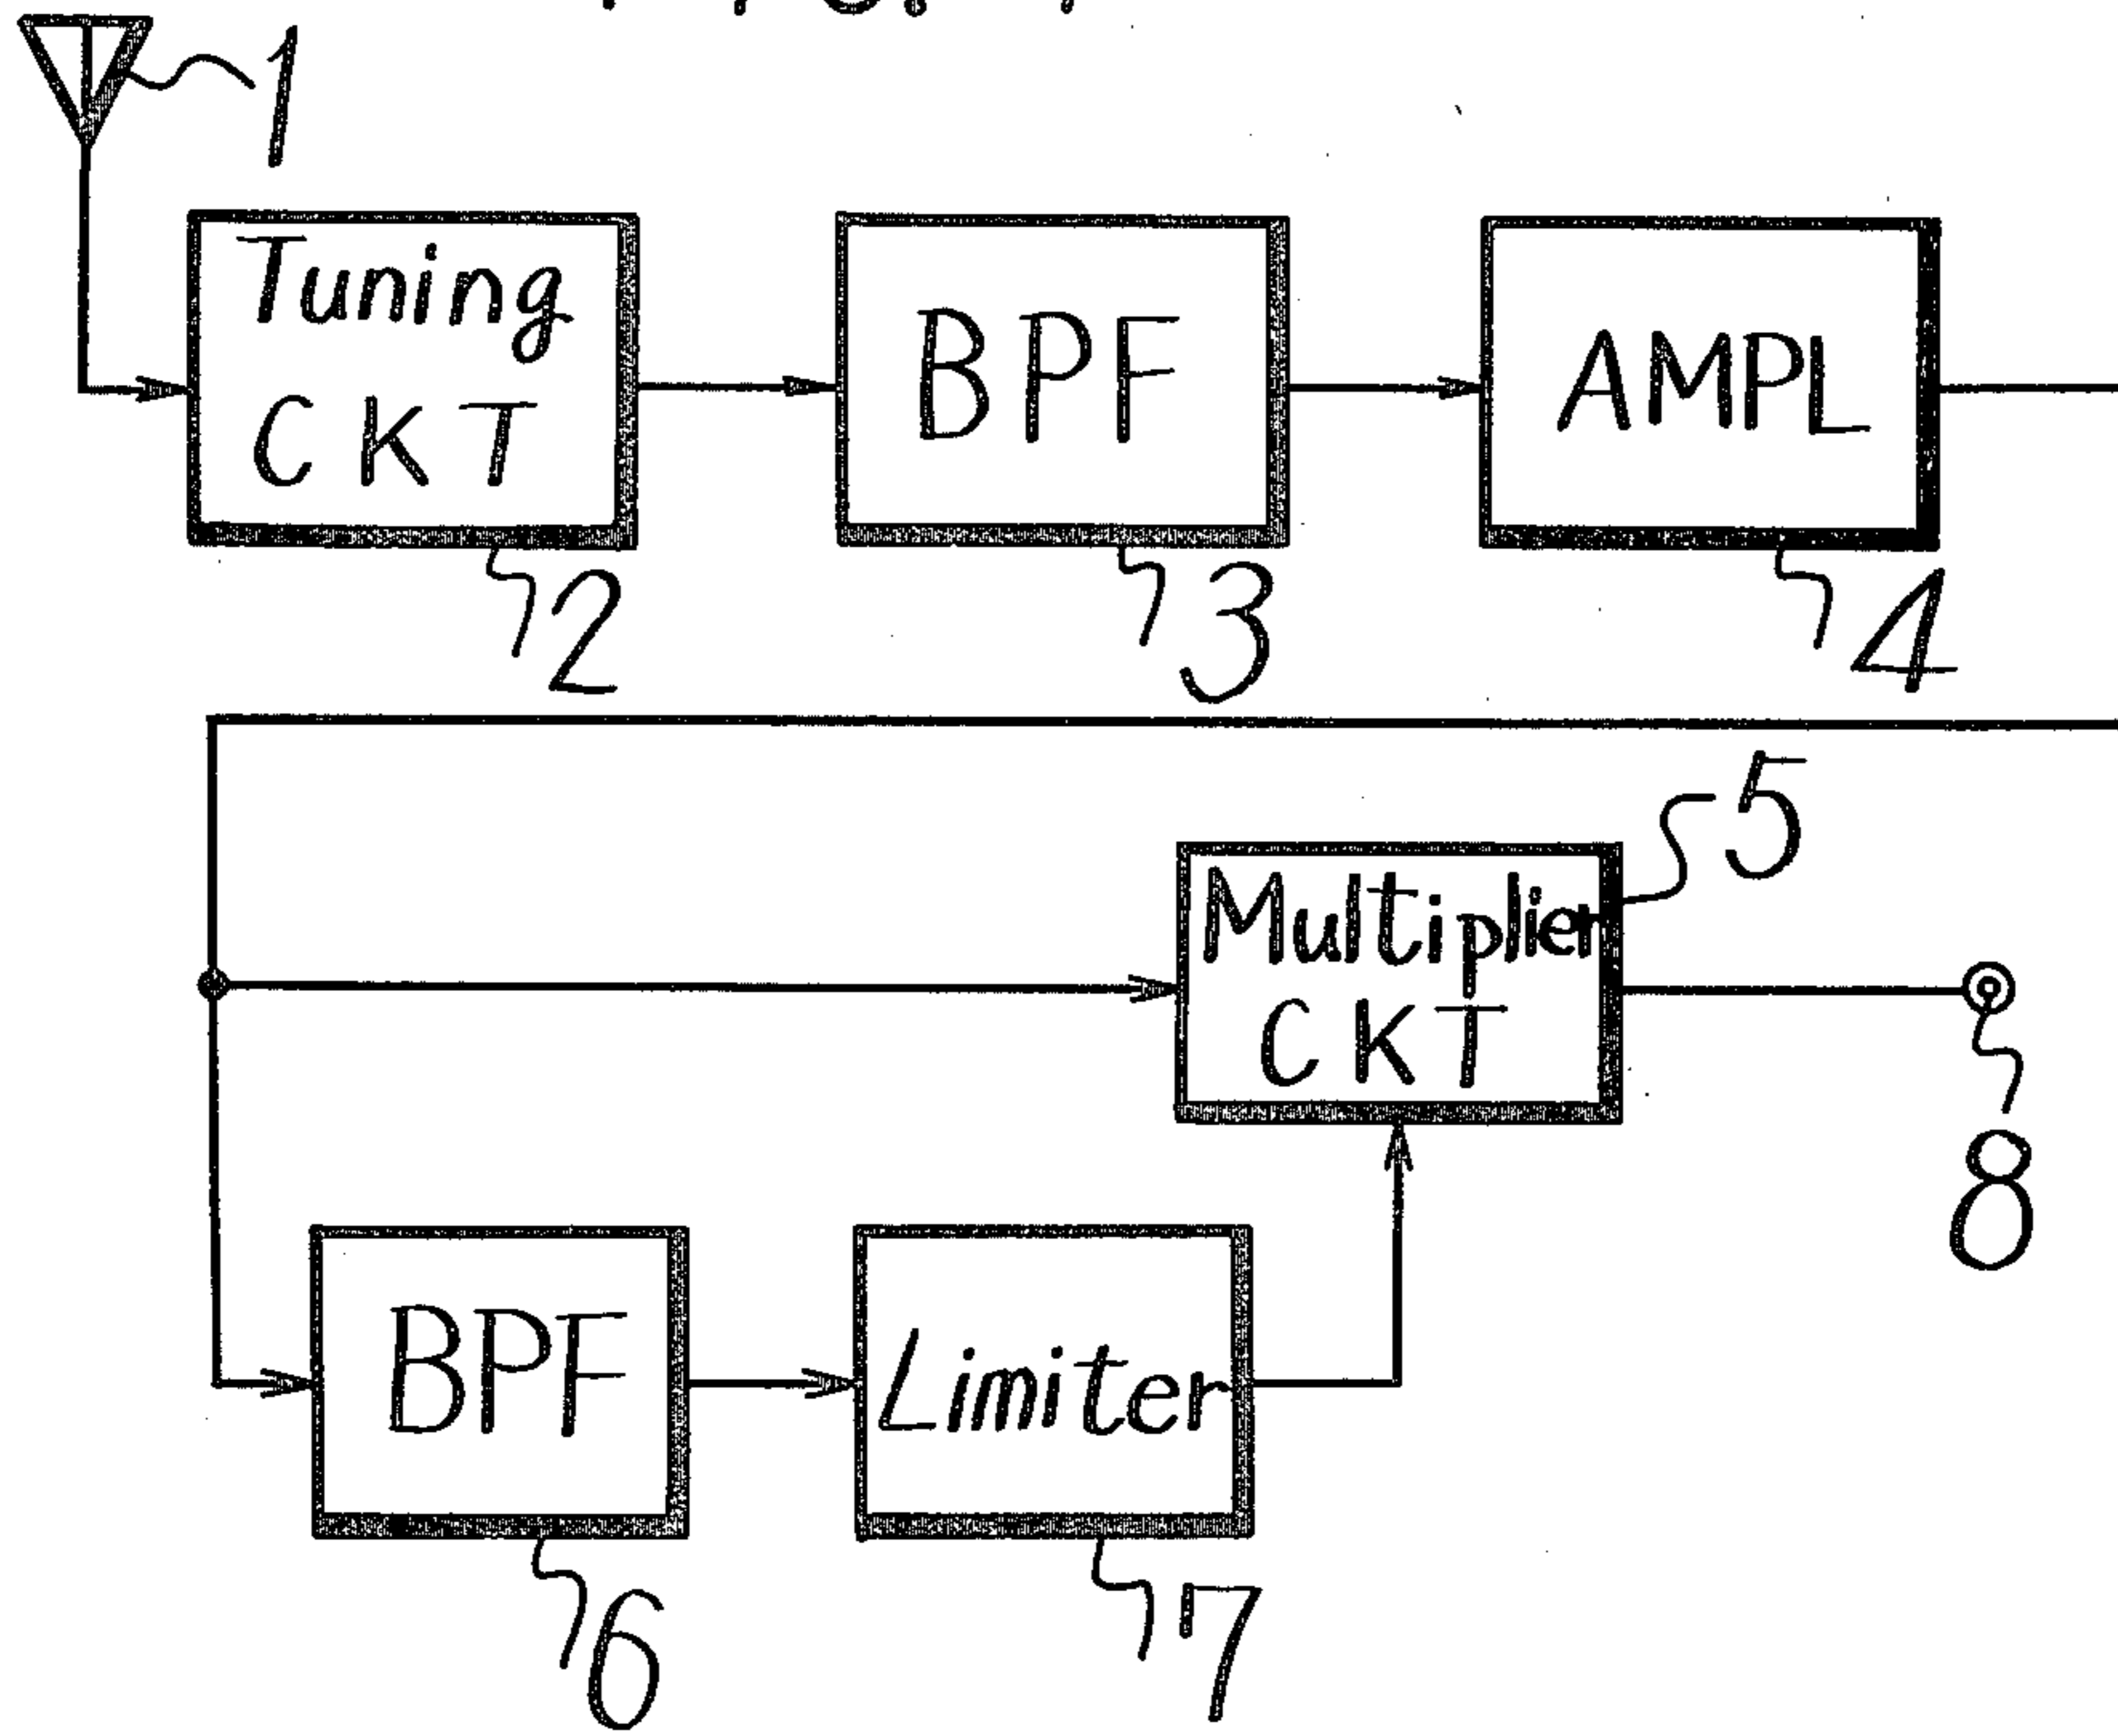 1
Tuning
CKT
BPF
AMPL
2
3
4
5
Multiplier
CKT
8
BPF
Limiter
6
7